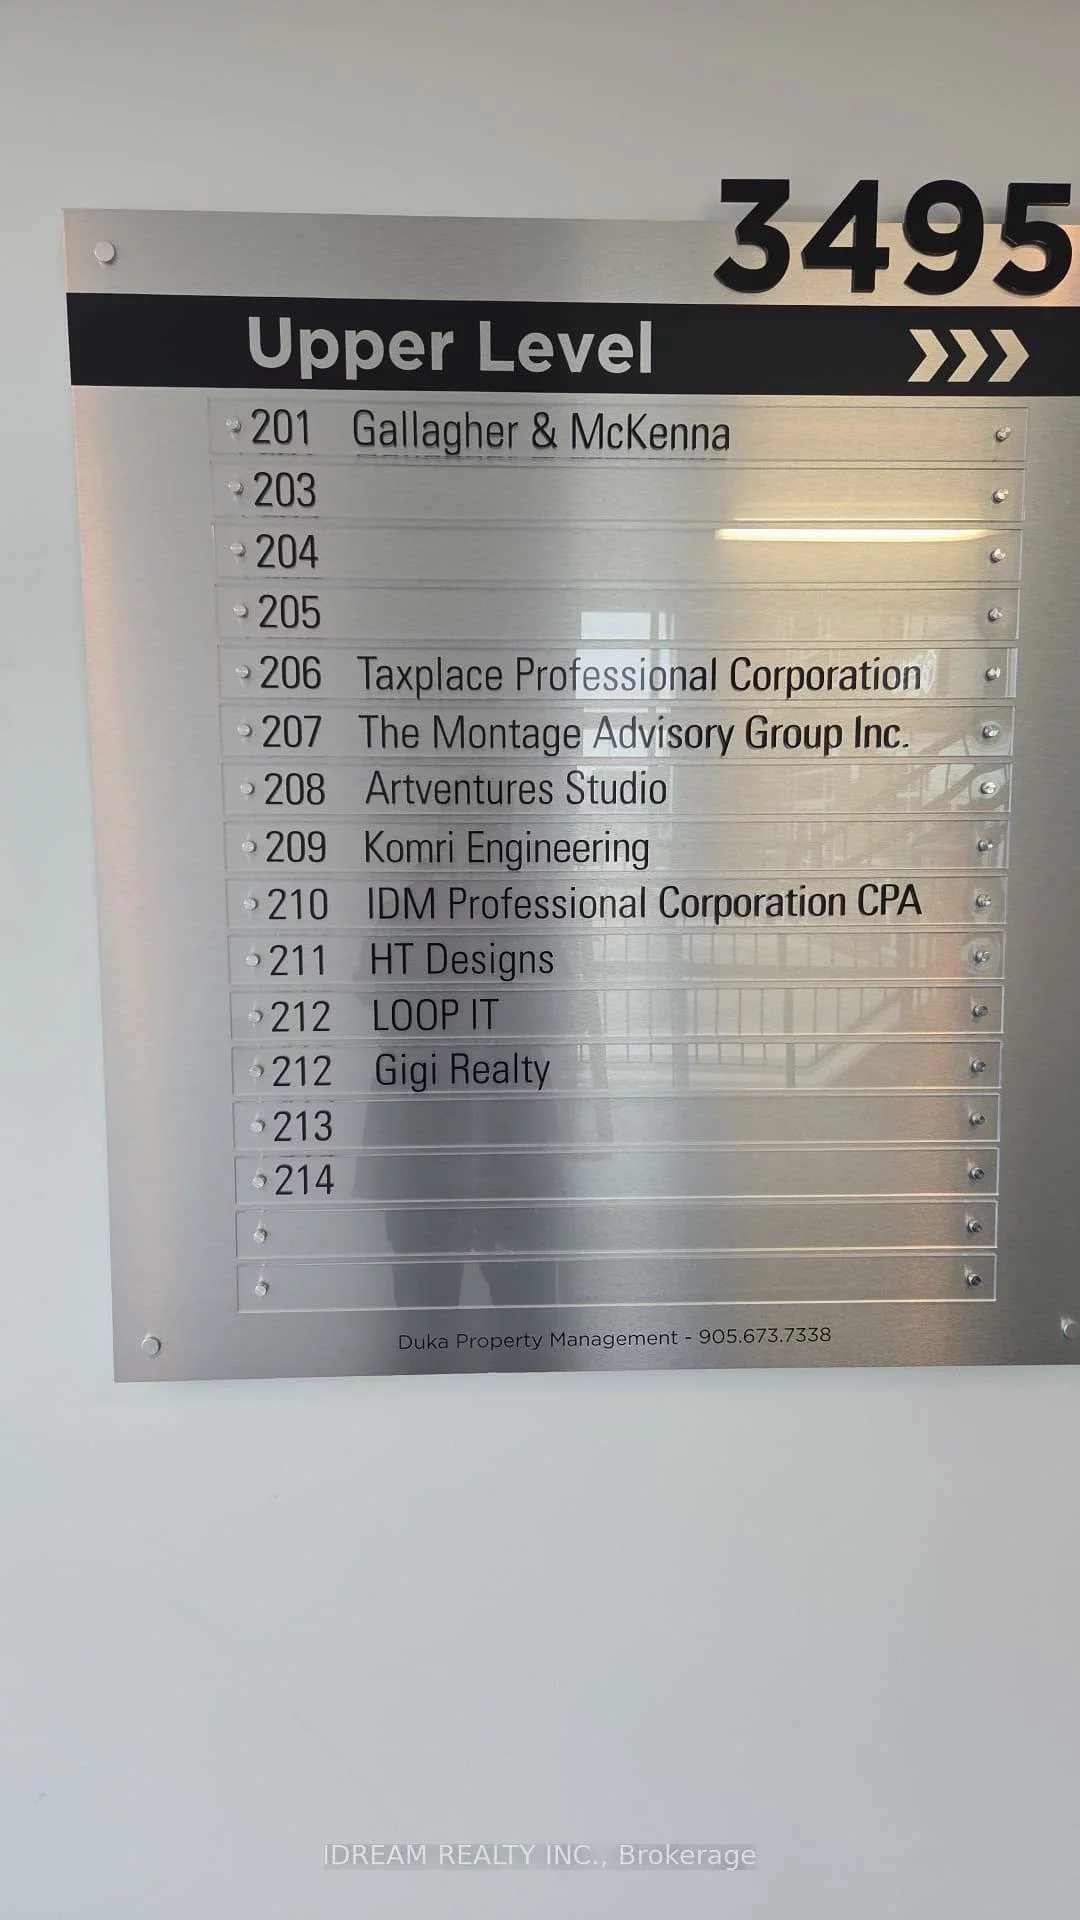 3495
Upper Level
201 Gallagher & McKenna
203
204
205
206 Taxplace Professional Corporation
207 The Montage Advisory Group Inc.
208 Artventures Studio
209 Komri Engineering
210 IDM Professional Corporation CPA
211 HT Designs
212 LOOP IT
212 Gigi Realty
213
214
Duka Property Management - 905.673.7338
IDREAM REALTY INC., Brokerage